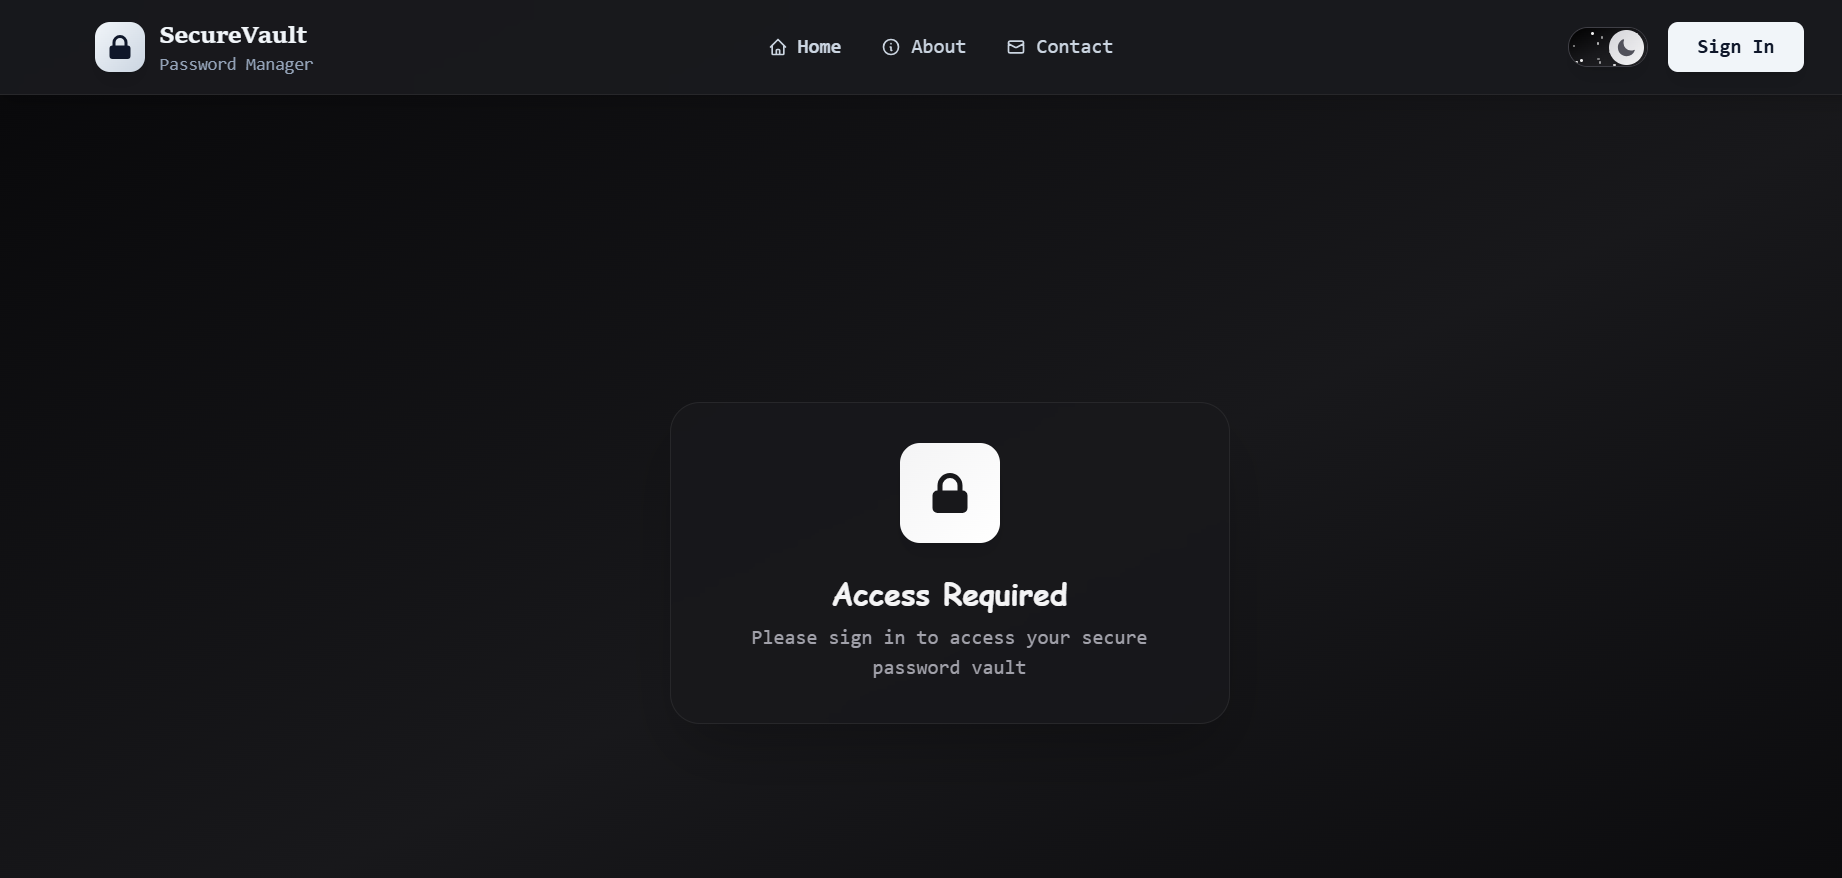 SecureVault
Password Manager
Home
About
Contact
Sign In
Access Required
Please sign in to access your secure
password vault